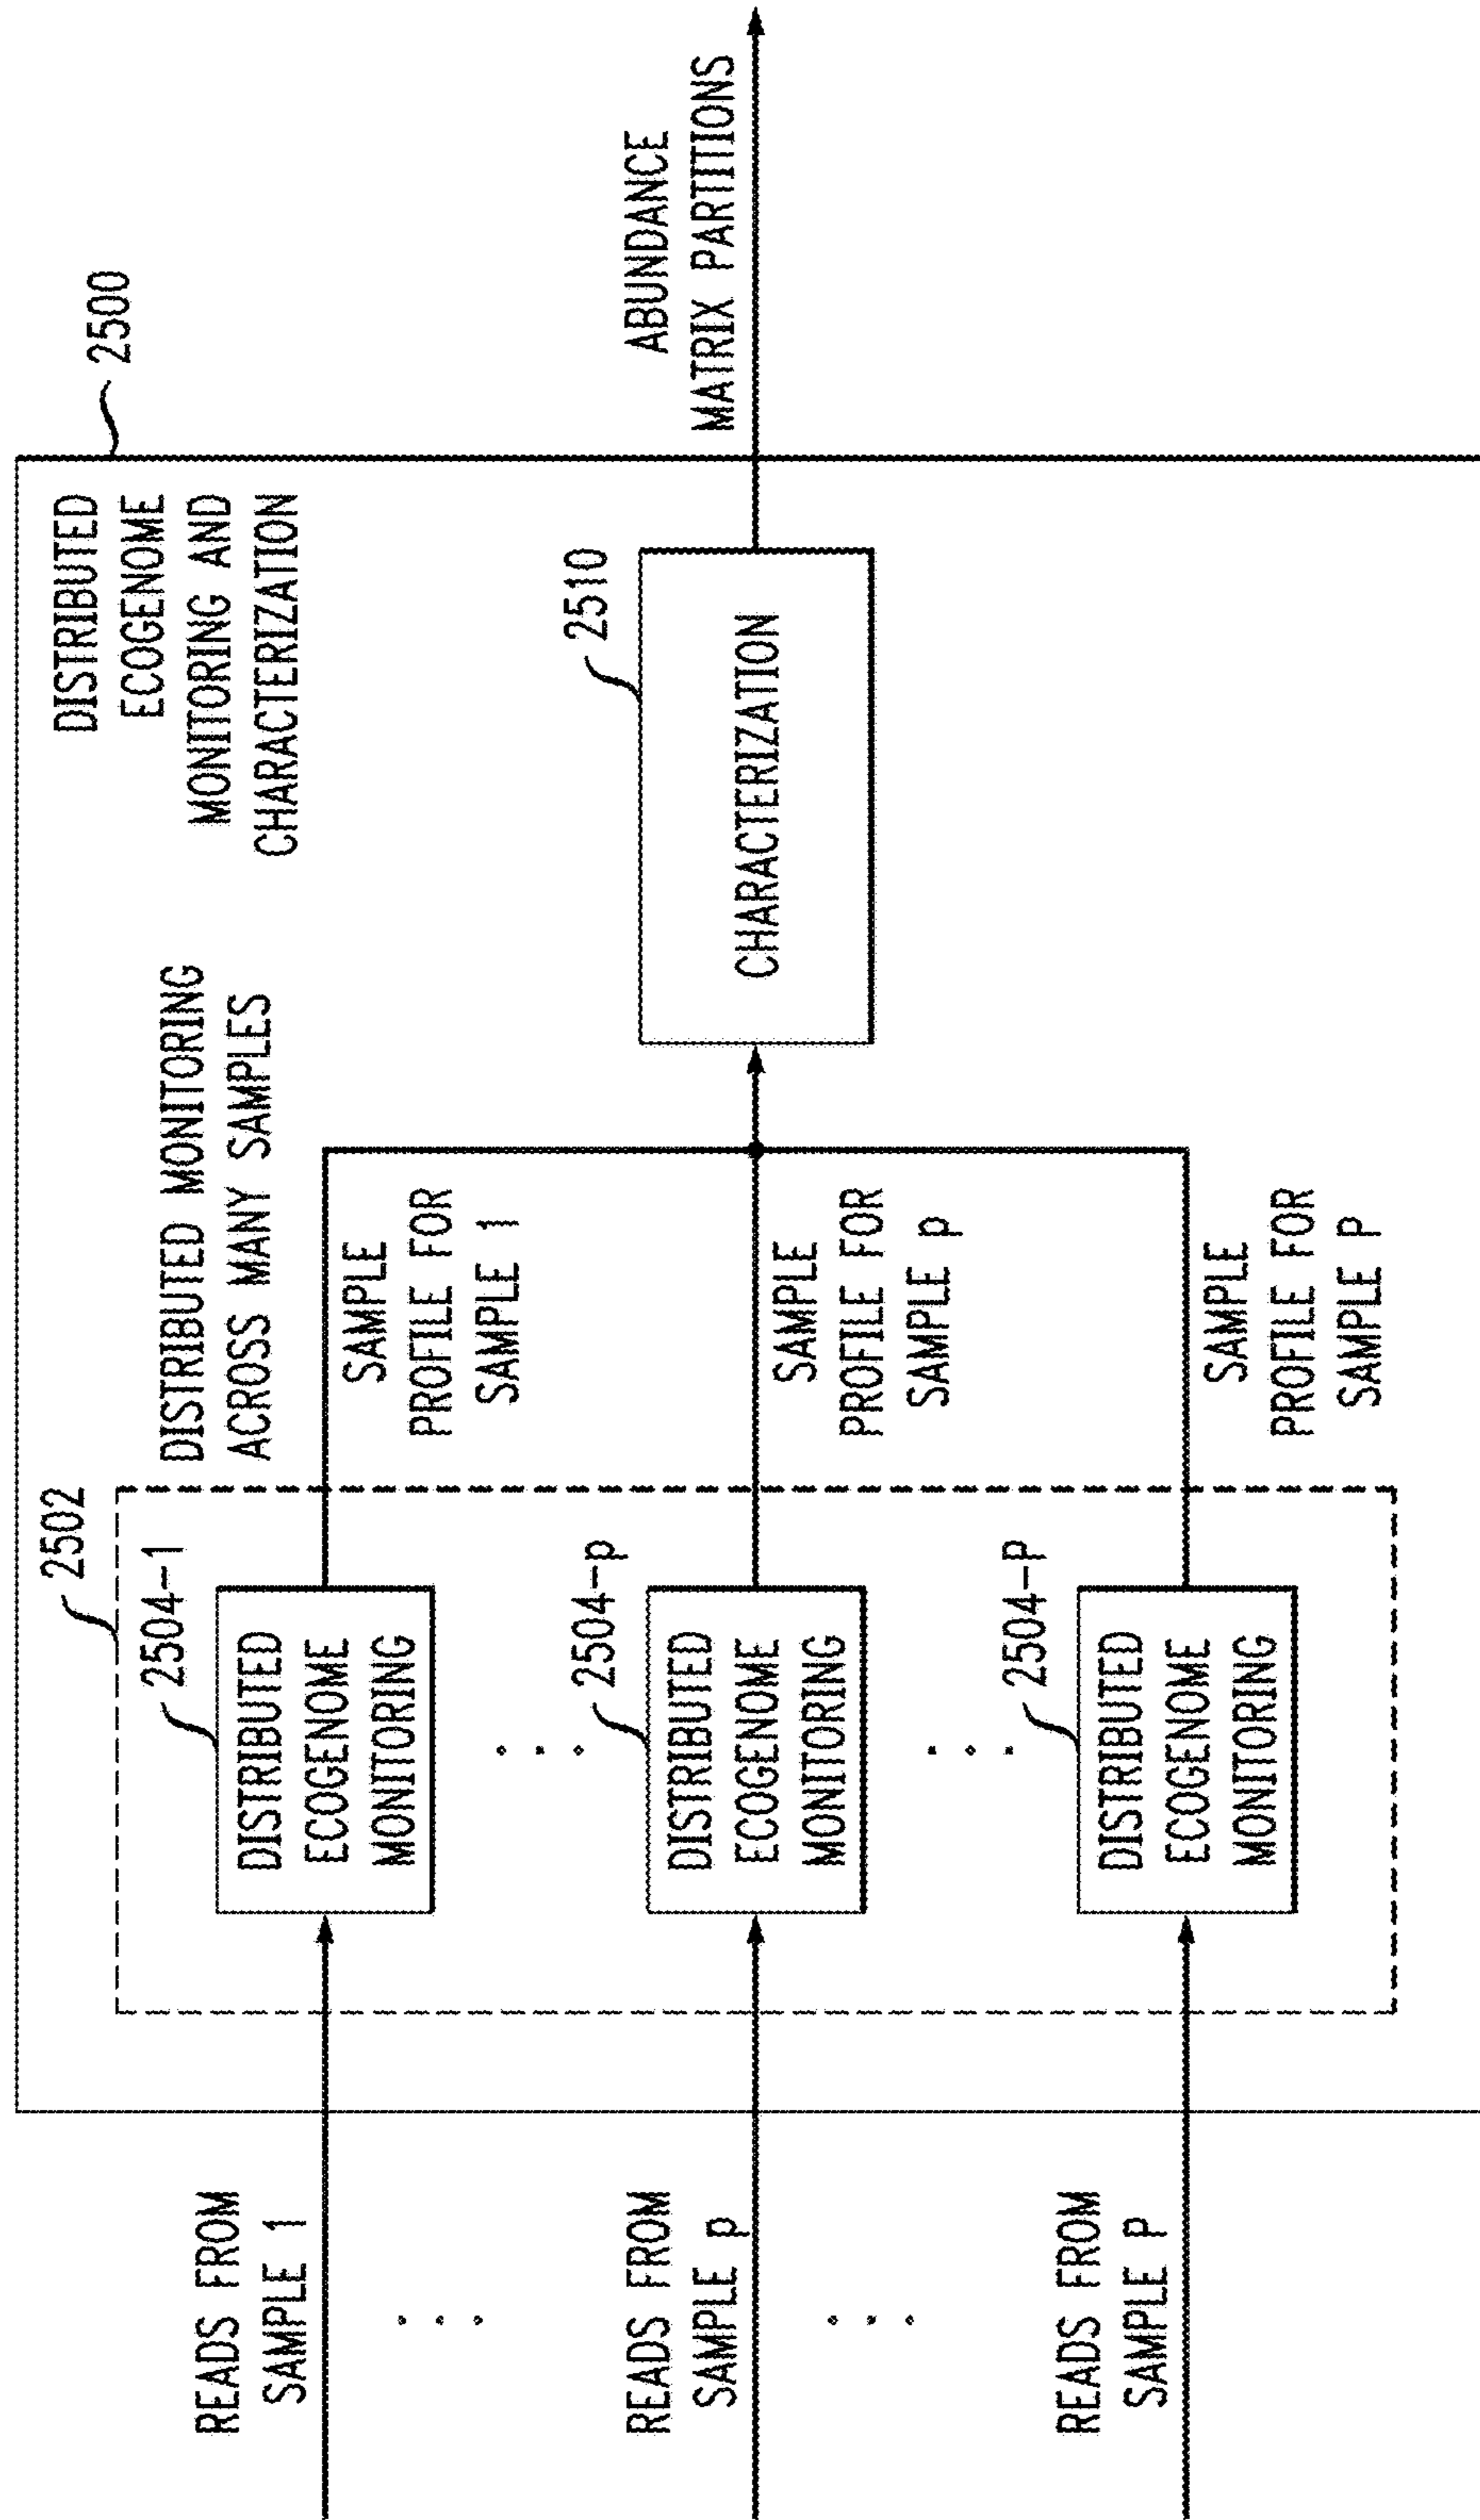 2500
DISTRIBUTED
ECOGENOME
MONITORING AND
CHARACTERIZATION
2502
DISTRIBUTED MONITORING
ACROSS MANY SAMPLES
READS FROM
SAMPLE 1
2504-1
DISTRIBUTED
ECOGENOME
MONITORING
SAMPLE
PROFILE FOR
SAMPLE 1
. . .
. . .
READS FROM
SAMPLE p
2504-p
DISTRIBUTED
ECOGENOME
MONITORING
SAMPLE
PROFILE FOR
SAMPLE p
2510
CHARACTERIZATION
ABUNDANCE
MATRIX PARTITIONS
. . .
. . .
READS FROM
SAMPLE P
2504-P
DISTRIBUTED
ECOGENOME
MONITORING
SAMPLE
PROFILE FOR
SAMPLE P